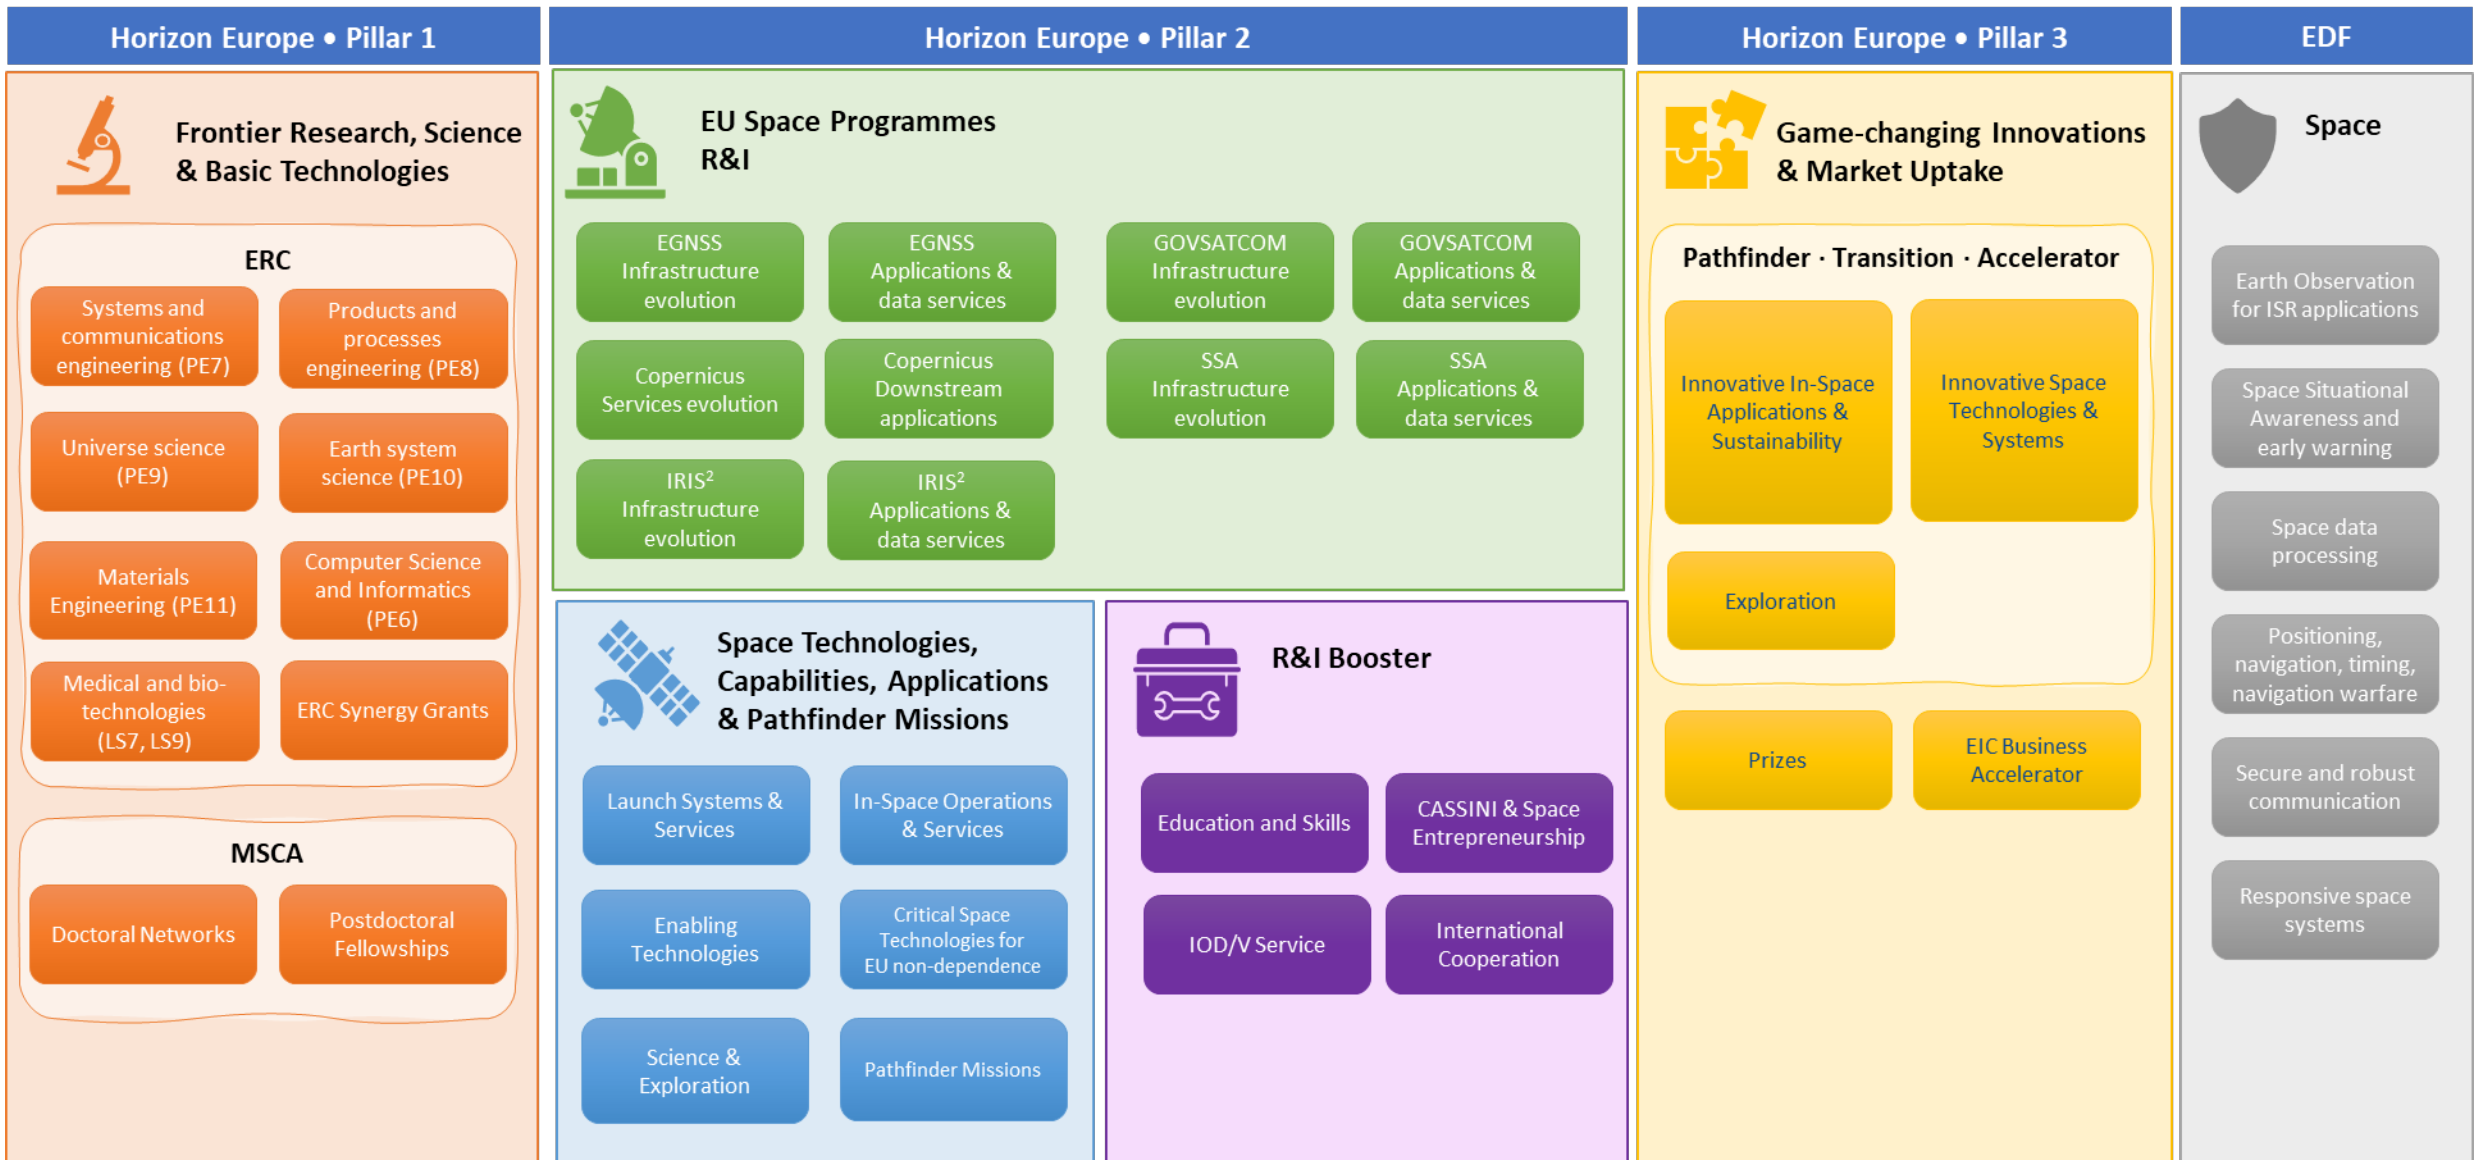 Horizon Europe • Pillar 1
Frontier Research, Science
& Basic Technologies
ERC
Systems and
communications
engineering (PE7)
Products and
processes
engineering (PE8)
Universe science
(PE9)
Earth system
science (PE10)
Materials
Engineering (PE11)
Computer Science
and Informatics
(PE6)
Medical and bio-
technologies
(LS7, LS9)
ERC Synergy Grants
MSCA
Doctoral Networks
Postdoctoral
Fellowships
Horizon Europe • Pillar 2
EU Space Programmes
R&I
EGNSS
Infrastructure
evolution
EGNSS
Applications &
data services
GOVSATCOM
Infrastructure
evolution
GOVSATCOM
Applications &
data services
Copernicus
Services evolution
Copernicus
Downstream
applications
SSA
Infrastructure
evolution
SSA
Applications &
data services
IRIS²
Infrastructure
evolution
IRIS²
Applications &
data services
Space Technologies,
Capabilities, Applications
& Pathfinder Missions
Launch Systems &
Services
In-Space Operations
& Services
Enabling
Technologies
Critical Space
Technologies for
EU non-dependence
Science &
Exploration
Pathfinder Missions
R&I Booster
Education and Skills
CASSINI & Space
Entrepreneurship
IOD/V Service
International
Cooperation
Horizon Europe • Pillar 3
Game-changing Innovations
& Market Uptake
Pathfinder · Transition · Accelerator
Innovative In-Space
Applications &
Sustainability
Innovative Space
Technologies &
Systems
Exploration
Prizes
EIC Business
Accelerator
EDF
Space
Earth Observation
for ISR applications
Space Situational
Awareness and
early warning
Space data
processing
Positioning,
navigation, timing,
navigation warfare
Secure and robust
communication
Responsive space
systems